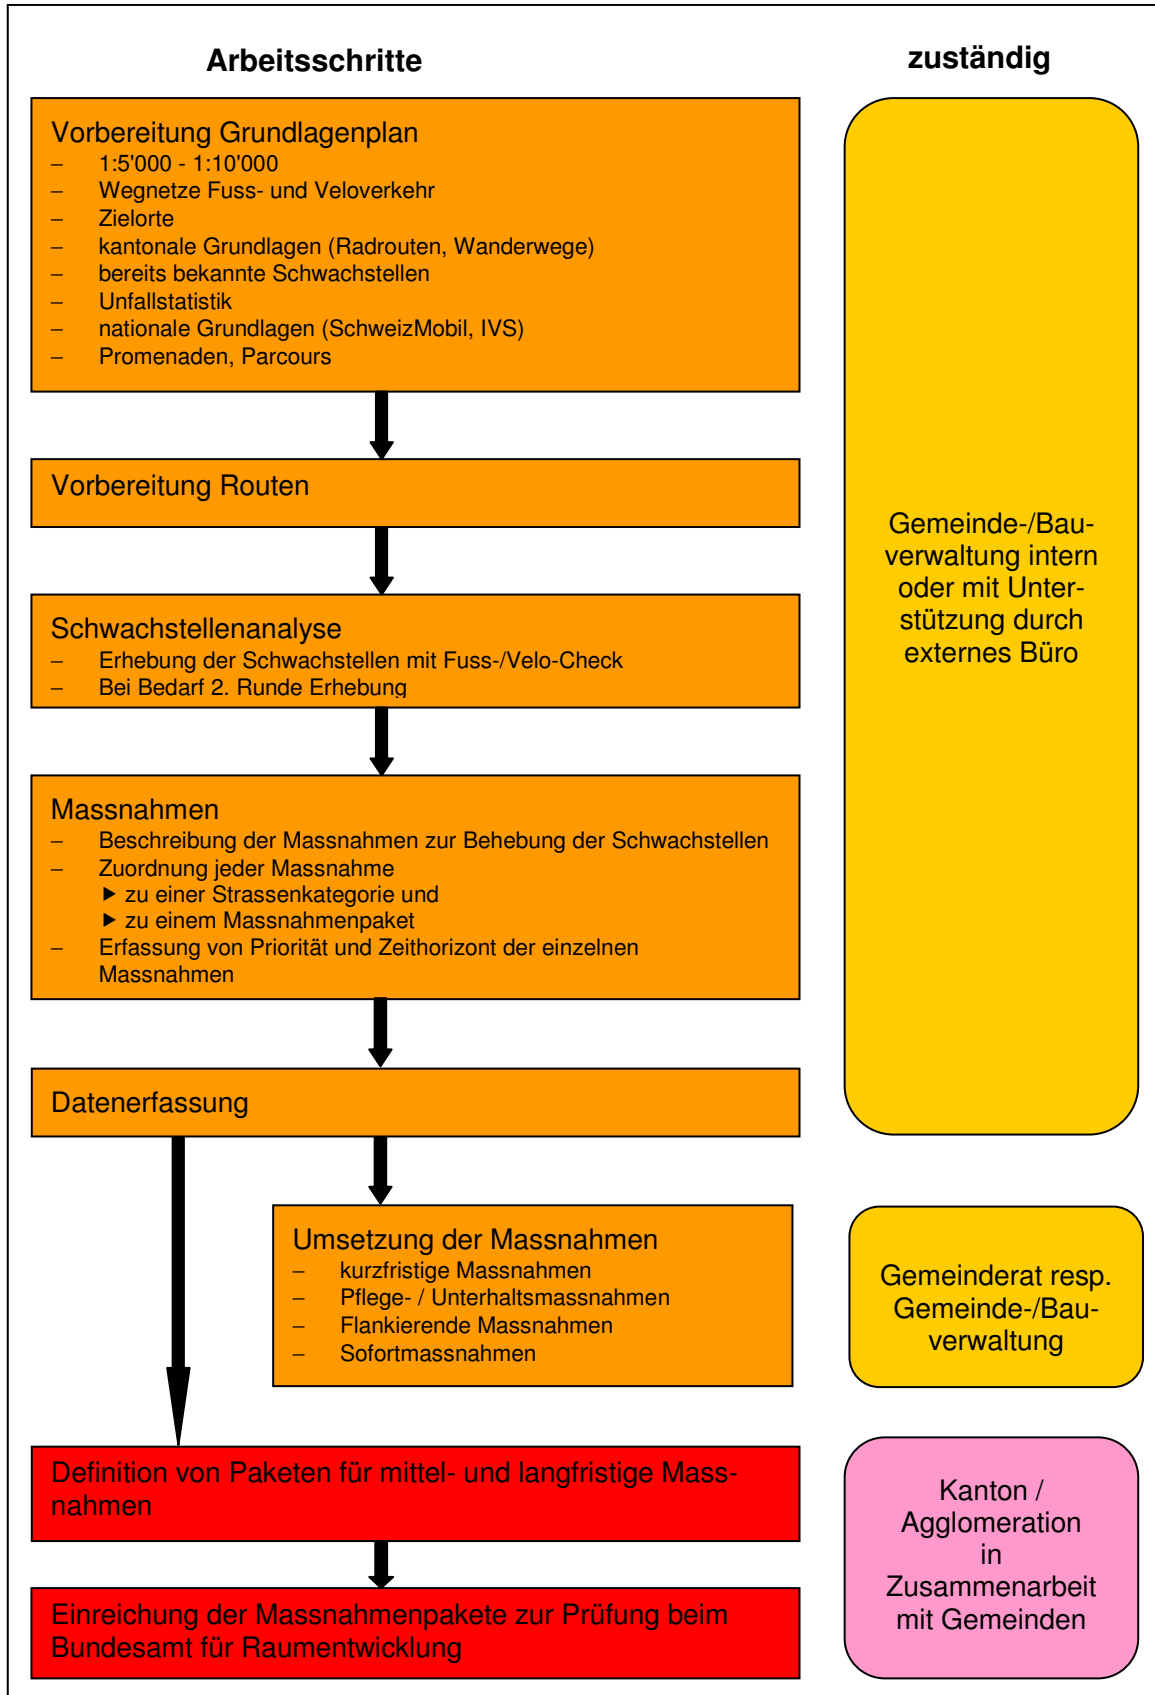 Arbeitsschritte
zuständig
Vorbereitung Grundlagenplan
– 1:5'000 - 1:10'000
– Wegnetze Fuss- und Veloverkehr
– Zielorte
– kantonale Grundlagen (Radrouten, Wanderwege)
– bereits bekannte Schwachstellen
– Unfallstatistik
– nationale Grundlagen (SchweizMobil, IVS)
– Promenaden, Parcours
Vorbereitung Routen
Schwachstellenanalyse
– Erhebung der Schwachstellen mit Fuss-/Velo-Check
– Bei Bedarf 2. Runde Erhebung
Massnahmen
– Beschreibung der Massnahmen zur Behebung der Schwachstellen
– Zuordnung jeder Massnahme
▶ zu einer Strassenkategorie und
▶ zu einem Massnahmenpaket
– Erfassung von Priorität und Zeithorizont der einzelnen
Massnahmen
Datenerfassung
Gemeinde-/Bau-
verwaltung intern
oder mit Unter-
stützung durch
externes Büro
Umsetzung der Massnahmen
– kurzfristige Massnahmen
– Pflege- / Unterhaltsmassnahmen
– Flankierende Massnahmen
– Sofortmassnahmen
Gemeinderat resp.
Gemeinde-/Bau-
verwaltung
Definition von Paketen für mittel- und langfristige Mass-
nahmen
Einreichung der Massnahmenpakete zur Prüfung beim
Bundesamt für Raumentwicklung
Kanton /
Agglomeration
in
Zusammenarbeit
mit Gemeinden